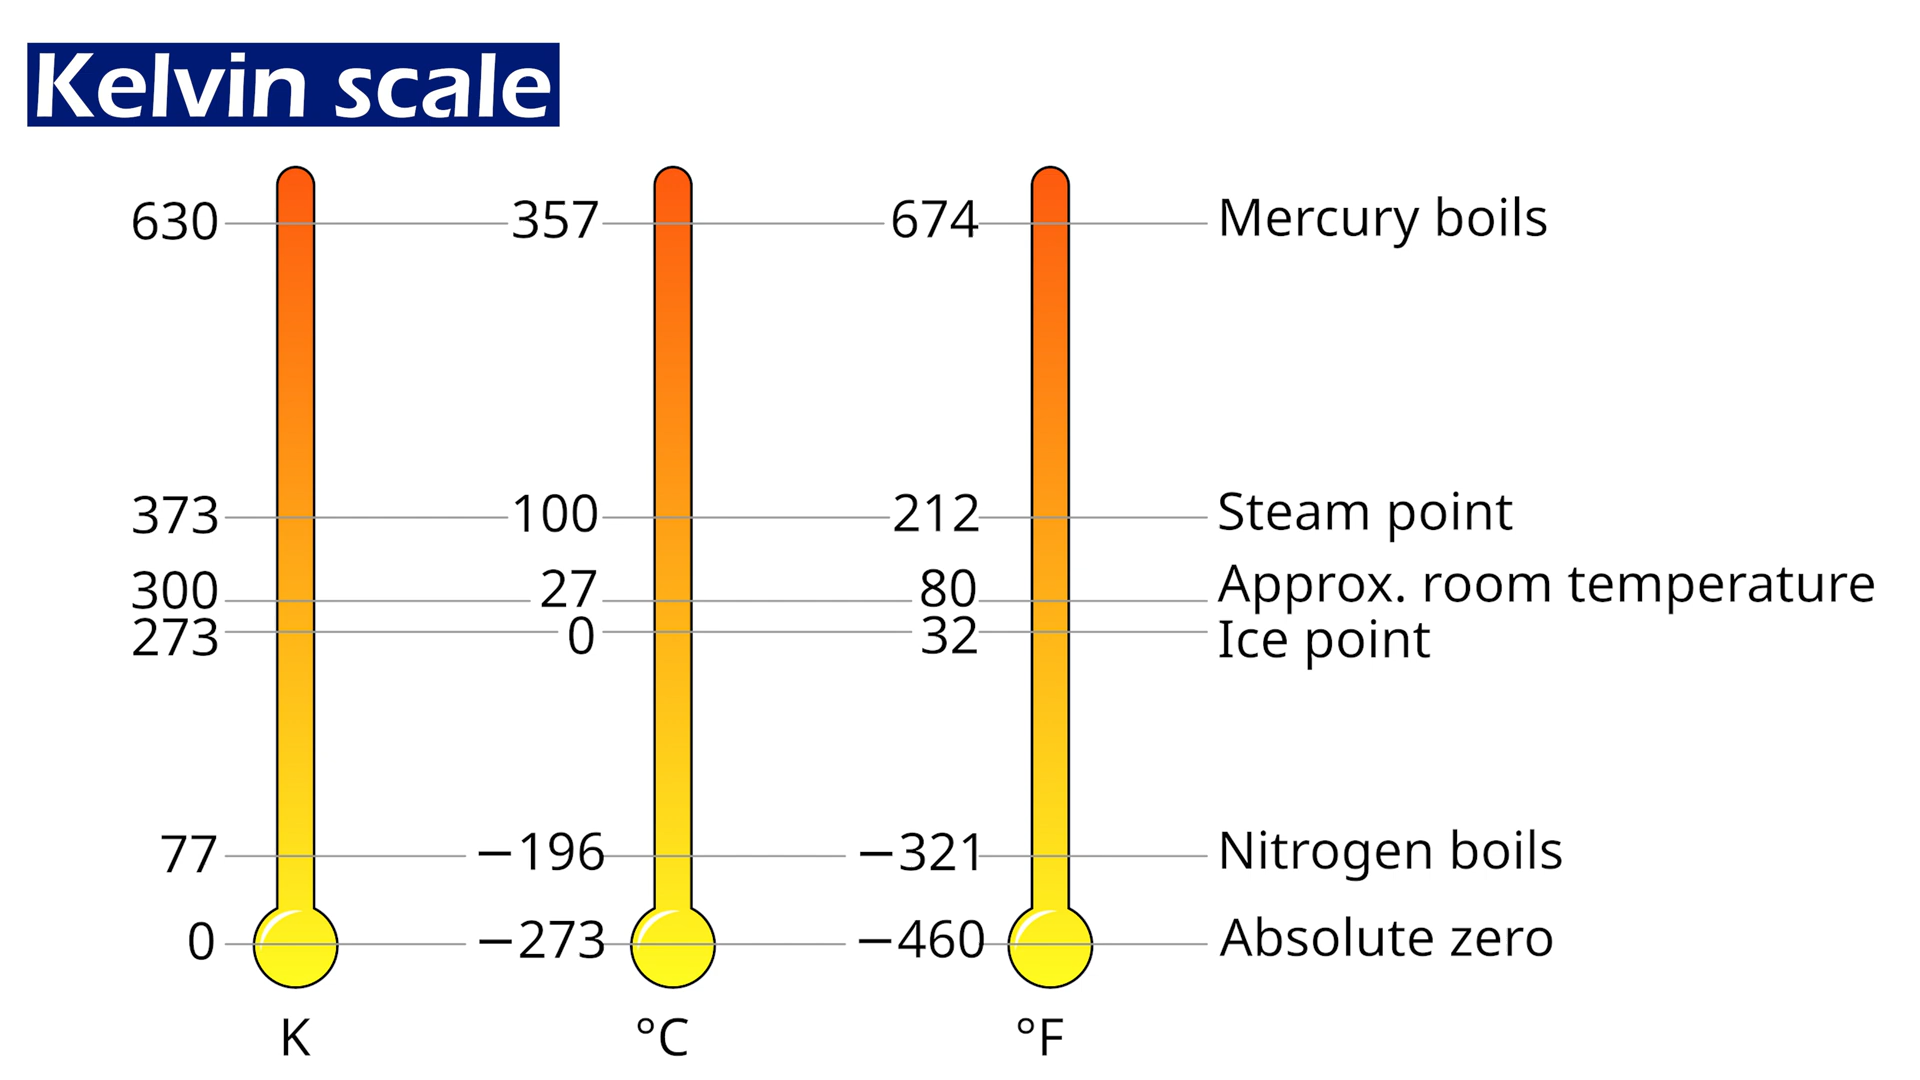 Kelvin scale
630 357 674 Mercury boils
373 100 212 Steam point
300 27 80 Approx. room temperature
273 0 32 Ice point
77 −196 −321 Nitrogen boils
0 −273 −460 Absolute zero
K °C °F